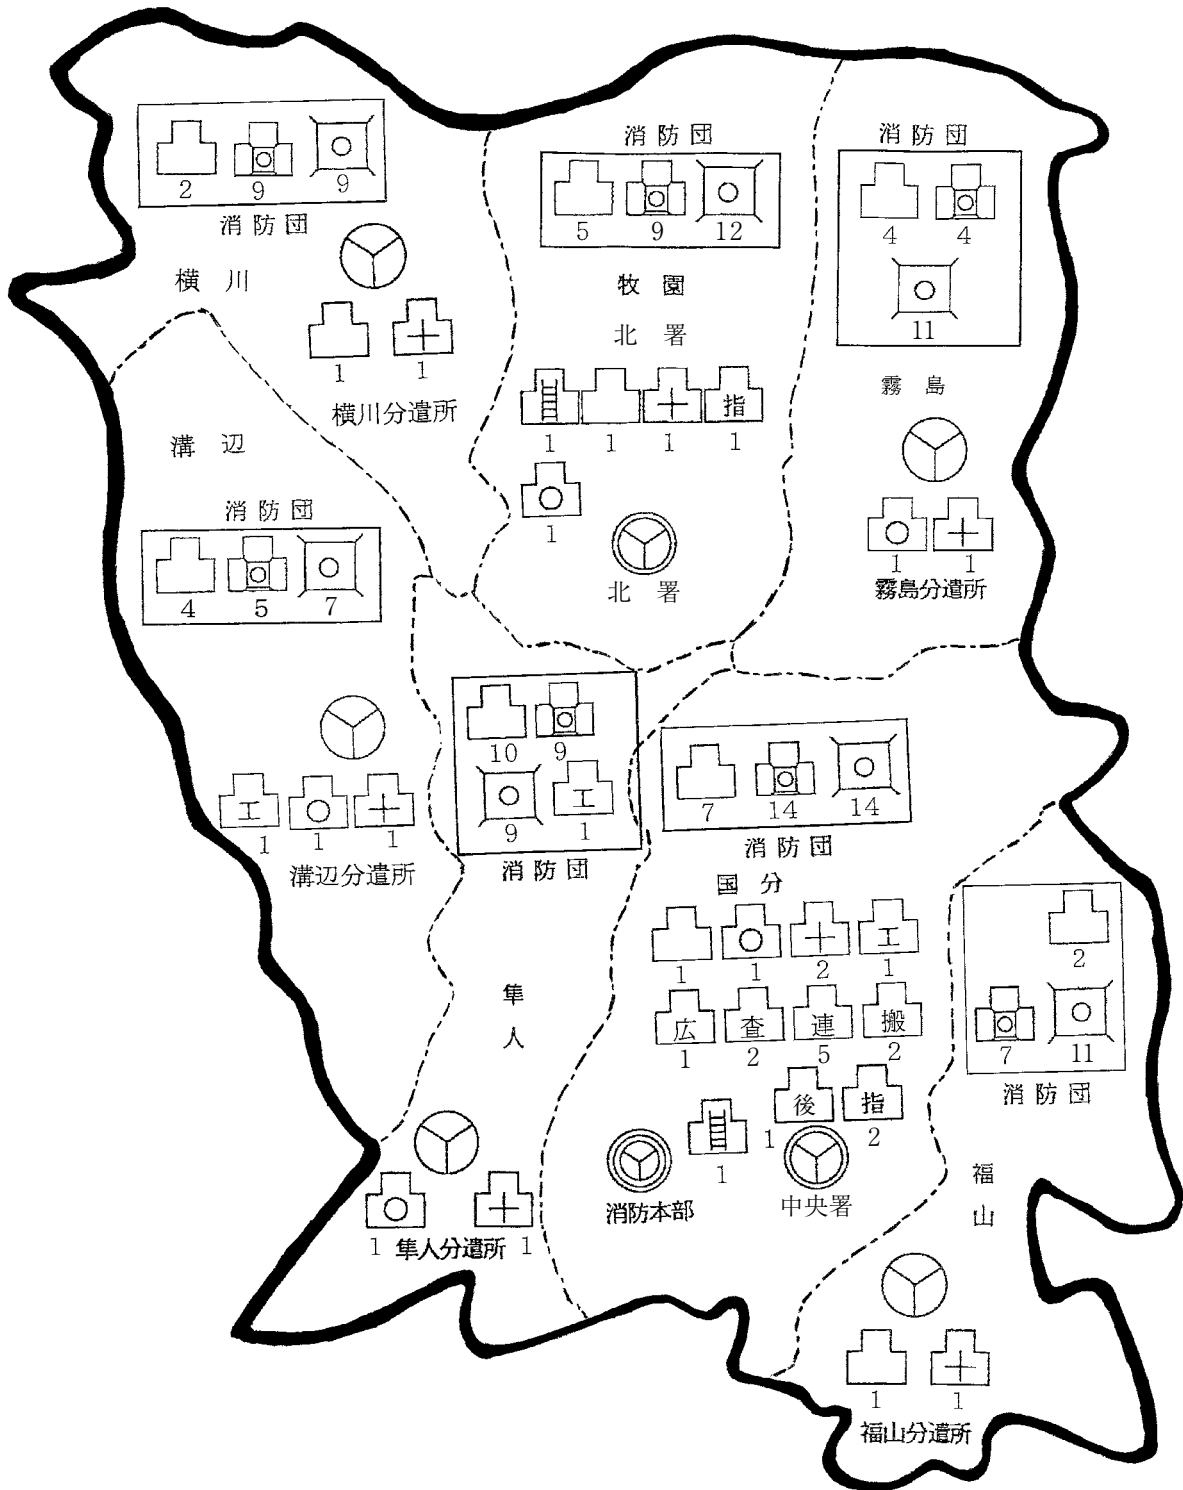 2 9 9
消防団
横川
1 1
横川分遣所
消防団
5 9 12
牧園
北署
指
1 1 1 1
1
北署
消防団
4 4
11
霧島
1 1
霧島分遣所
溝辺
消防団
4 5 7
工
1 1 1
溝辺分遣所
10 9
工
9 1
消防団
隼人
1 隼人分遣所 1
7 14 14
消防団
国分
工
1 1 2 1
広 査 連 搬
1 2 5 2
後 指
1 1 2
消防本部 中央署
2
7 11
消防団
福山
1 1
福山分遣所